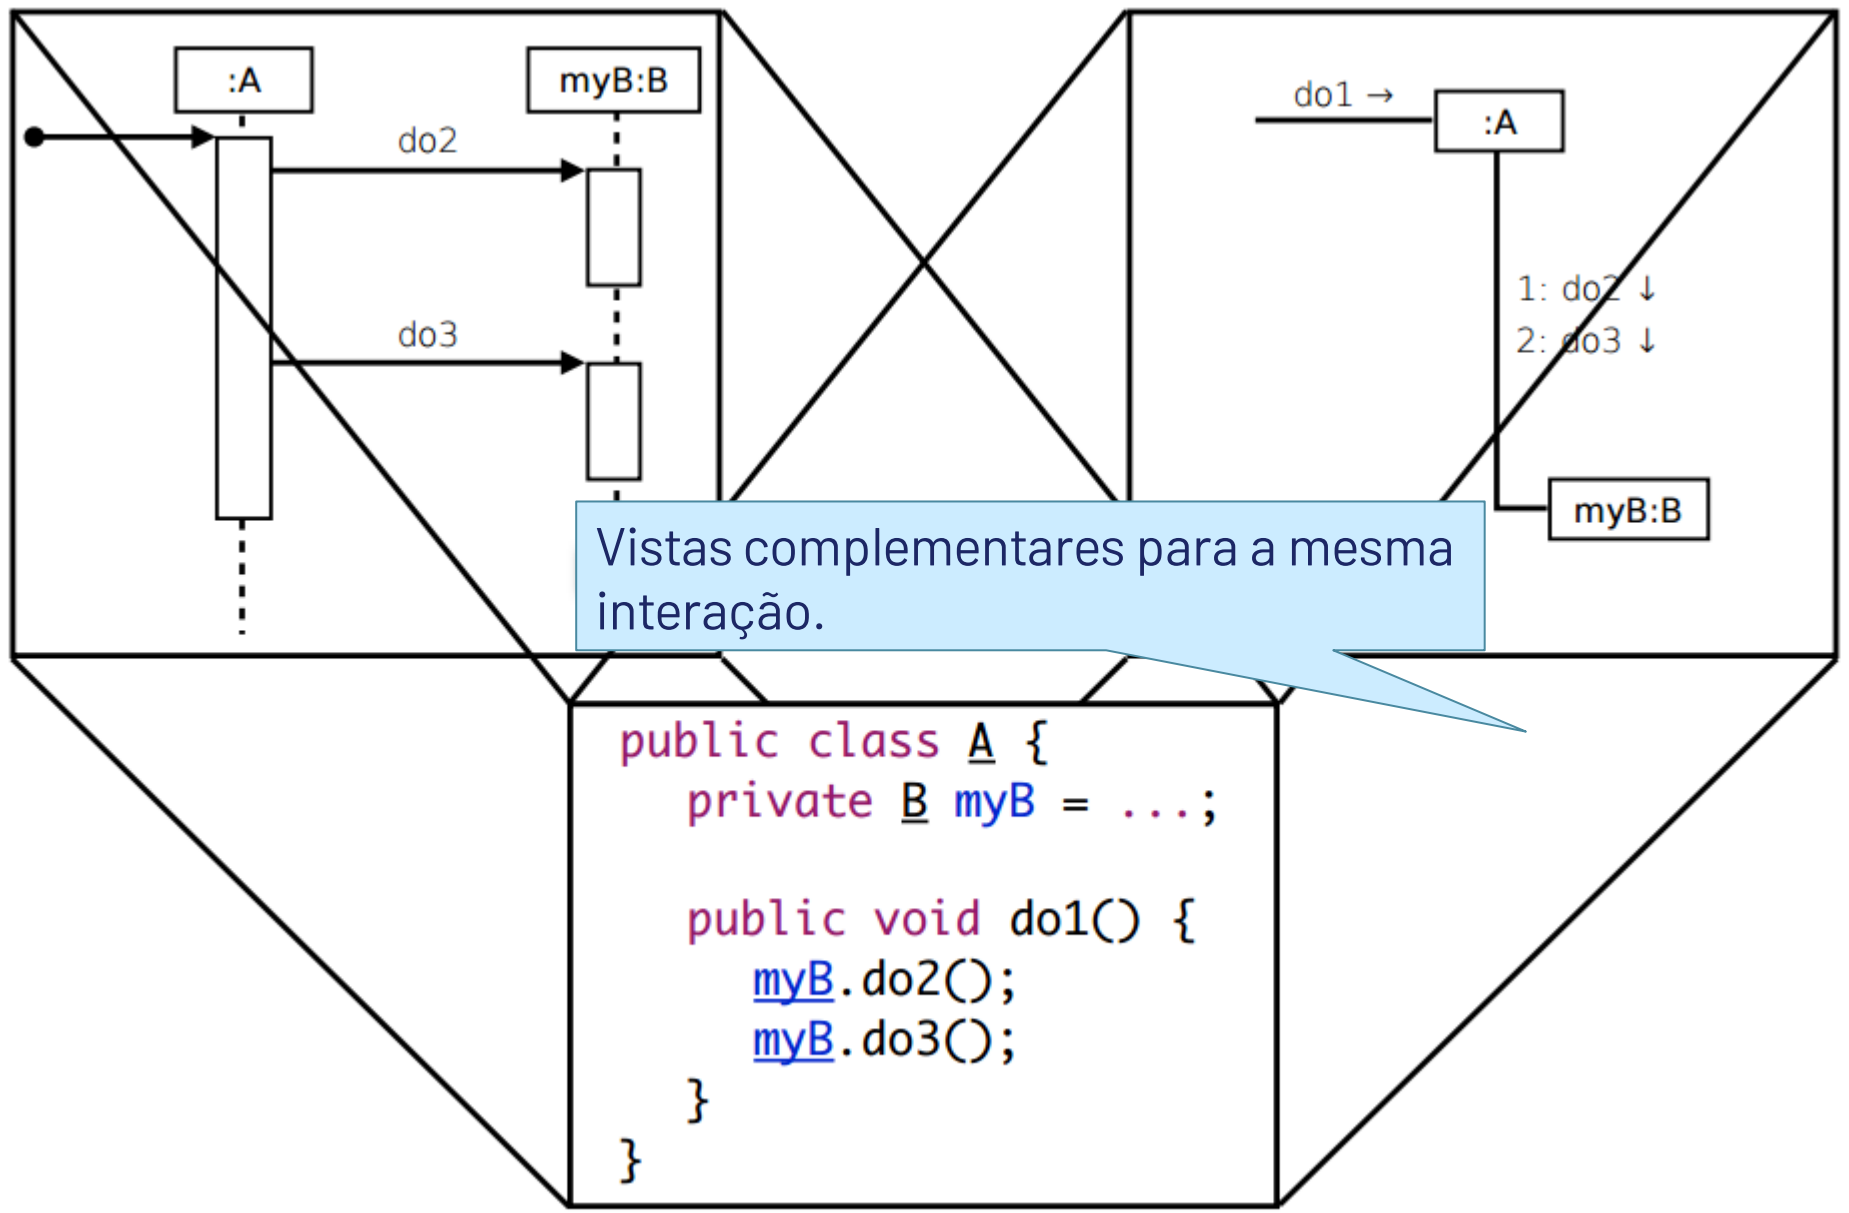 :A
myB:B
do2
do3
do1 →
:A
1: do2 ↓
2: do3 ↓
myB:B
Vistas complementares para a mesma
interação.
public class A {
private B myB = ...;
public void do1() {
myB.do2();
myB.do3();
}
}